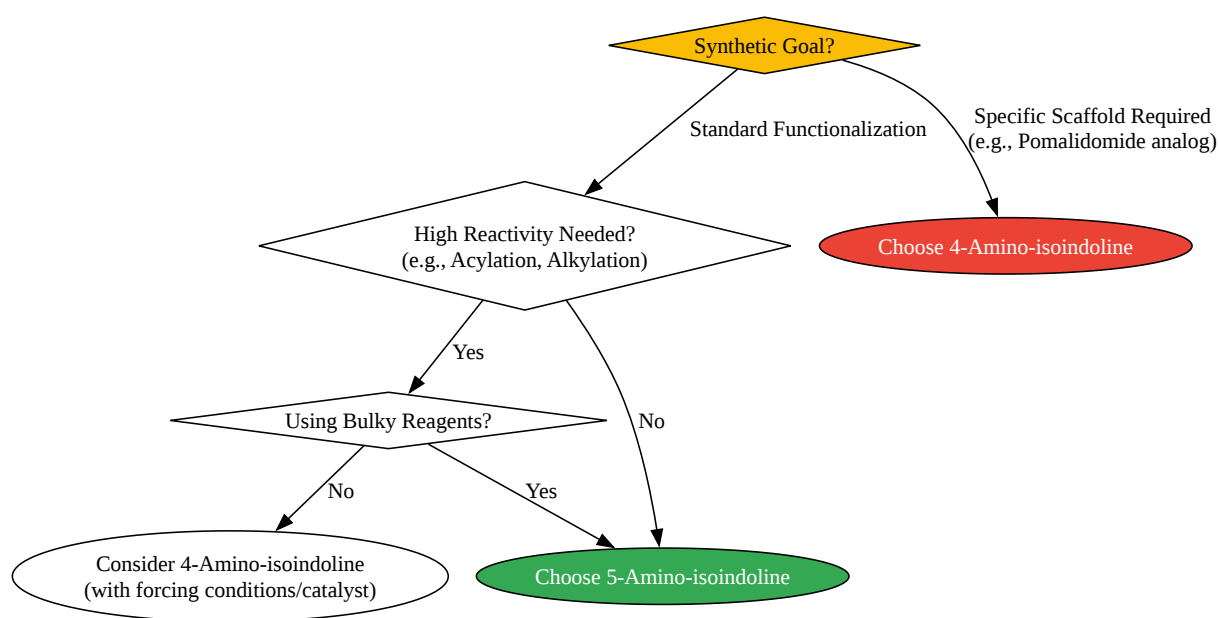 Synthetic Goal?
Standard Functionalization
Specific Scaffold Required
(e.g., Pomalidomide analog)
High Reactivity Needed?
(e.g., Acylation, Alkylation)
Choose 4-Amino-isoindoline
Yes
Using Bulky Reagents?
No
No
Yes
Consider 4-Amino-isoindoline
(with forcing conditions/catalyst)
Choose 5-Amino-isoindoline